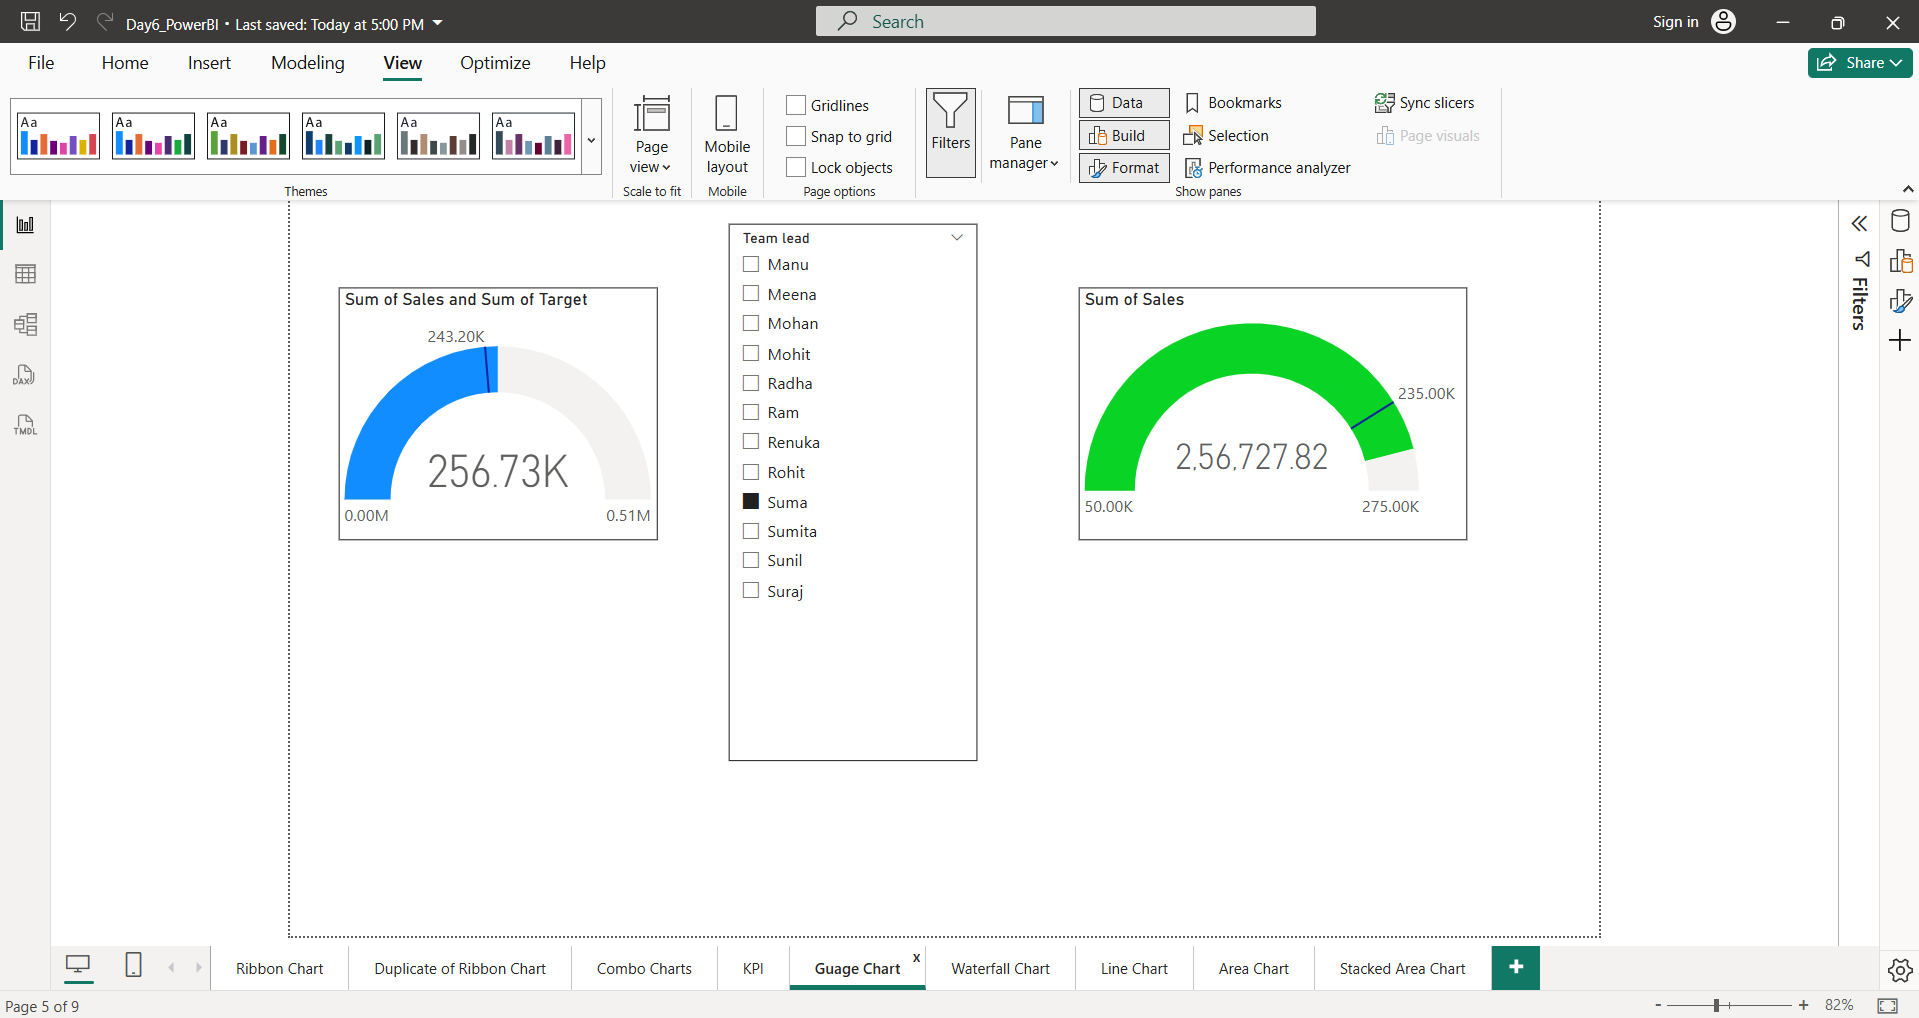 Day6_PowerBI • Last saved: Today at 5:00 PM
Search
Sign in
File Home Insert Modeling View Optimize Help
Share
Aa Aa Aa Aa Aa Aa
Themes
Page view
Scale to fit
Mobile layout
Mobile
Gridlines
Snap to grid
Lock objects
Page options
Filters
Pane manager
Data
Build
Format
Bookmarks
Selection
Performance analyzer
Sync slicers
Page visuals
Show panes
DAX
TMDL
Sum of Sales and Sum of Target
243.20K
256.73K
0.00M
0.51M
Team lead
Manu
Meena
Mohan
Mohit
Radha
Ram
Renuka
Rohit
Suma
Sumita
Sunil
Suraj
Sum of Sales
235.00K
2,56,727.82
50.00K
275.00K
Filters
Ribbon Chart
Duplicate of Ribbon Chart
Combo Charts
KPI
Guage Chart
x
Waterfall Chart
Line Chart
Area Chart
Stacked Area Chart
+
Page 5 of 9
- + 82%